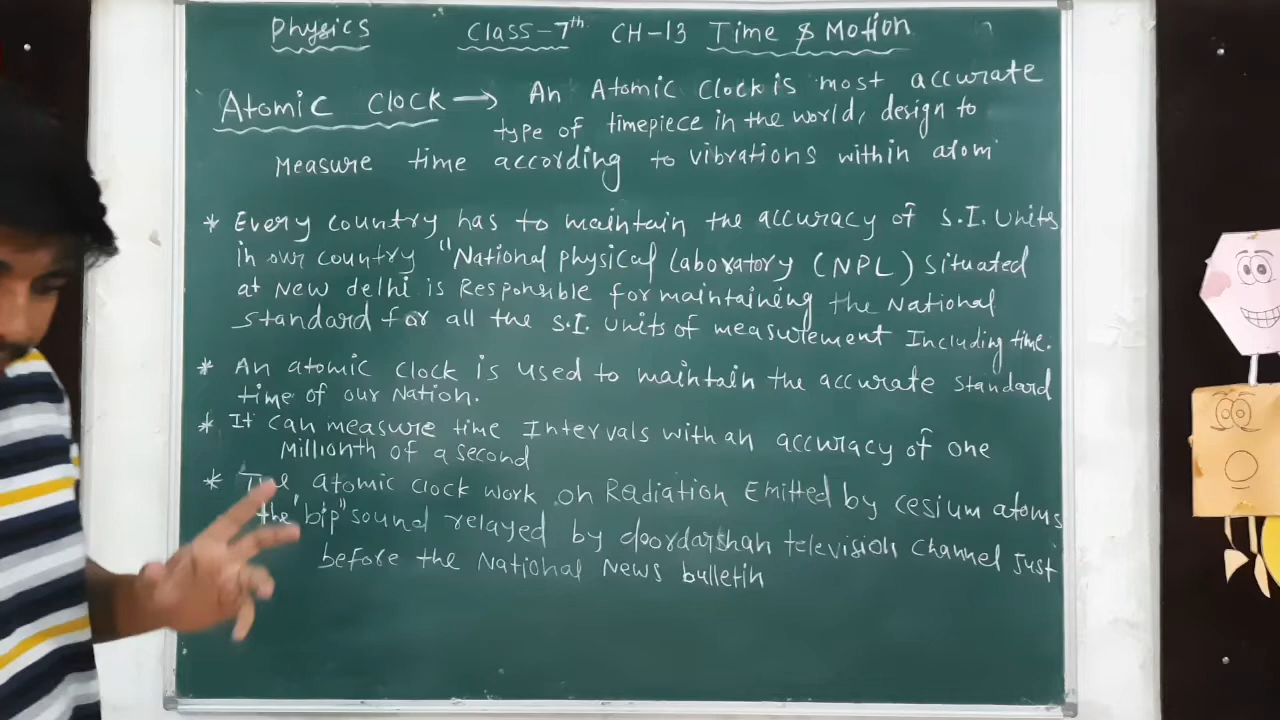 Physics Class-7th CH-13 Time & Motion
Atomic Clock → An Atomic Clock is most accurate
type of timepiece in the world, design to
Measure time according to vibrations within atom
* Every country has to maintain the accuracy of S.I. Units
in our country "National physical Laboratory (NPL) situated
at New delhi is Responsible for maintaining the National
standard for all the S.I. Units of measurement Including time.
* An atomic clock is used to maintain the accurate standard
time of our Nation.
* It can measure time Intervals with an accuracy of one
Millionth of a second
* The atomic clock work on Radiation Emitted by cesium atoms
the "bip" sound relayed by doordarshan television channel Just
before the National News bulletin